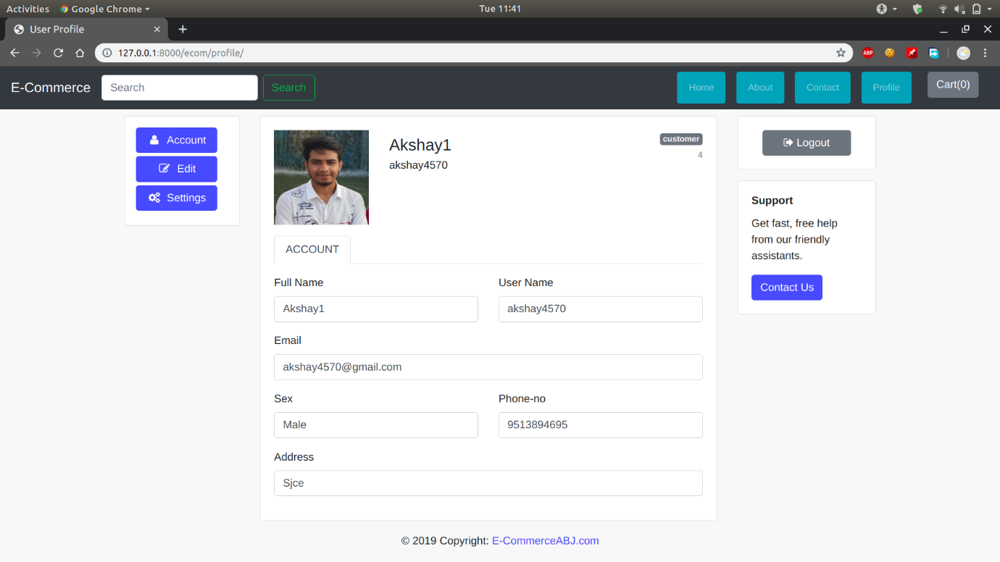 Activities Google Chrome Tue 11:41
User Profile
127.0.0.1:8000/ecom/profile/
ABP
E-Commerce Search Search Home About Contact Profile Cart(0)
Account
Edit
Settings
Akshay1
akshay4570
customer
4
ACCOUNT
Full Name User Name
Akshay1 akshay4570
Email
akshay4570@gmail.com
Sex Phone-no
Male 9513894695
Address
Sjce
Logout
Support
Get fast, free help
from our friendly
assistants.
Contact Us
© 2019 Copyright: E-CommerceABJ.com